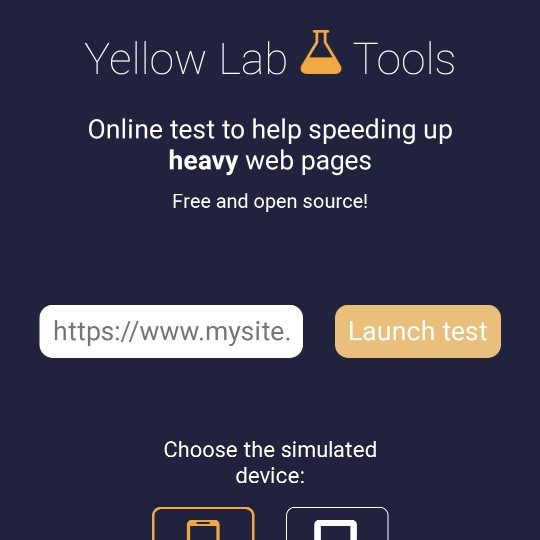 Yellow Lab Tools
Online test to help speeding up
heavy web pages
Free and open source!
https://www.mysite.
Launch test
Choose the simulated
device: